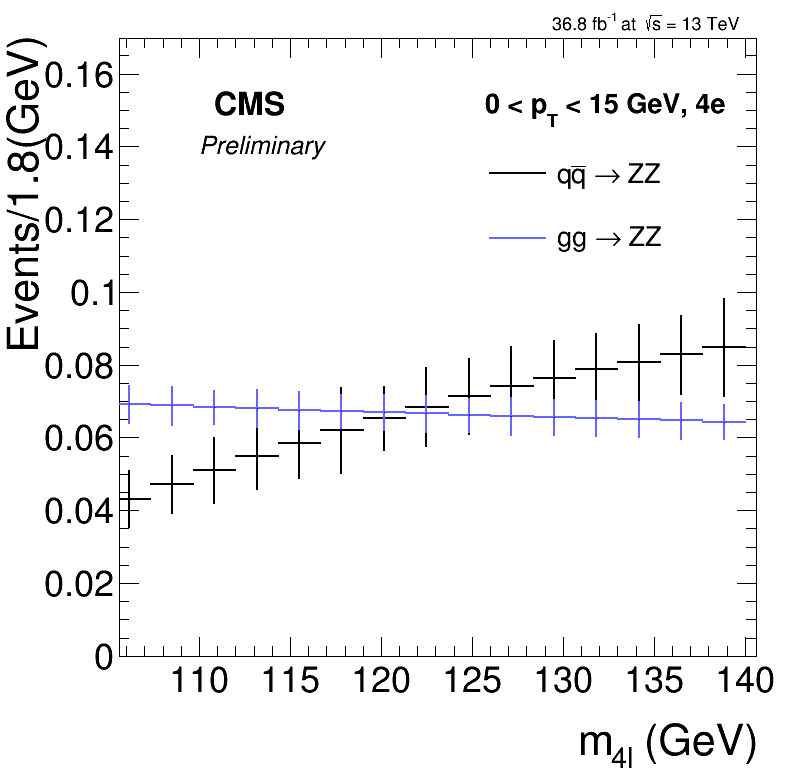 36.8 fb⁻¹ at √s = 13 TeV
Events/1.8(GeV)
CMS
Preliminary
0 < p_T < 15 GeV, 4e
qq̅ → ZZ
gg → ZZ
0.16
0.14
0.12
0.1
0.08
0.06
0.04
0.02
0
110 115 120 125 130 135 140
m_4l (GeV)